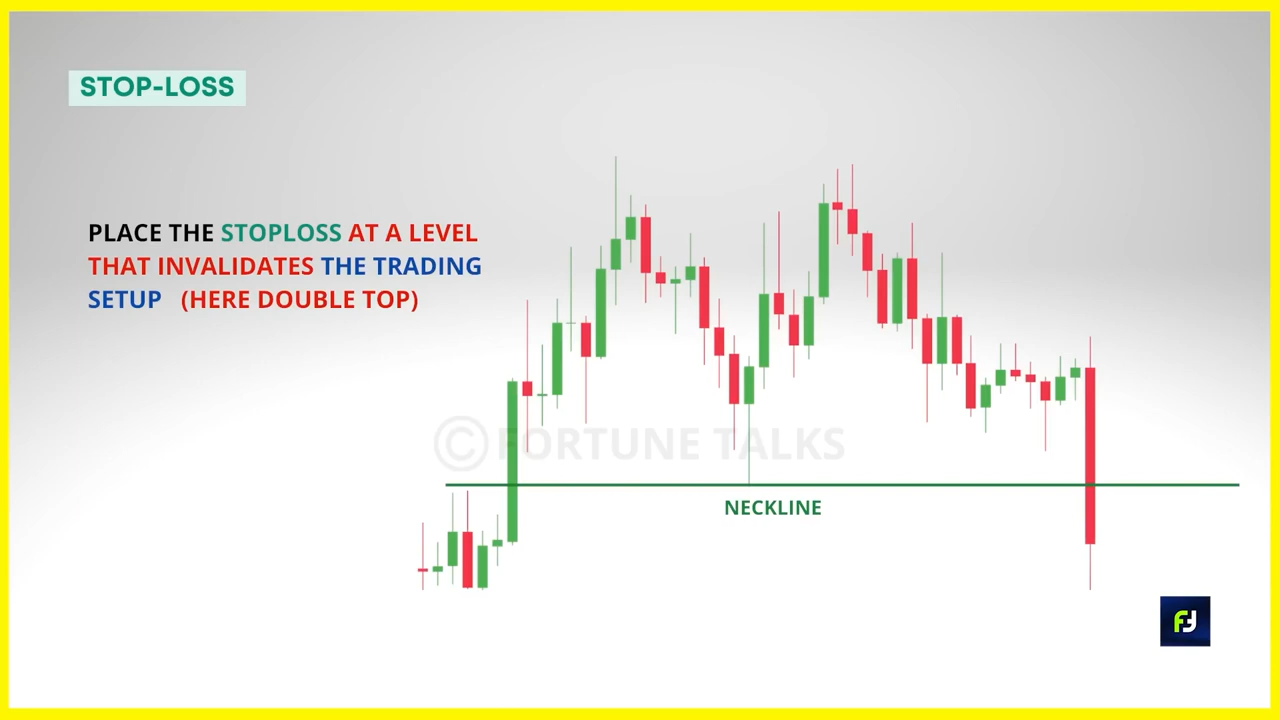 STOP-LOSS
PLACE THE STOPLOSS AT A LEVEL
THAT INVALIDATES THE TRADING
SETUP (HERE DOUBLE TOP)
© FORTUNE TALKS
NECKLINE